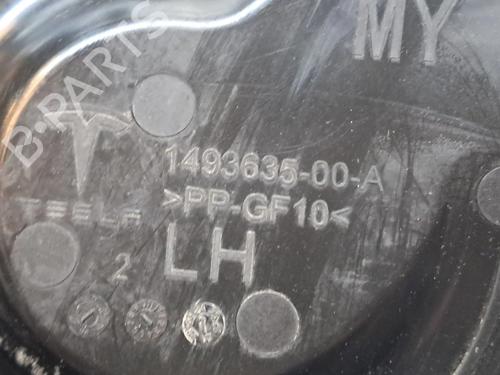 MY
B-PARTS
1493635-00-A
TESLA
>PP-GF10<
LH
2